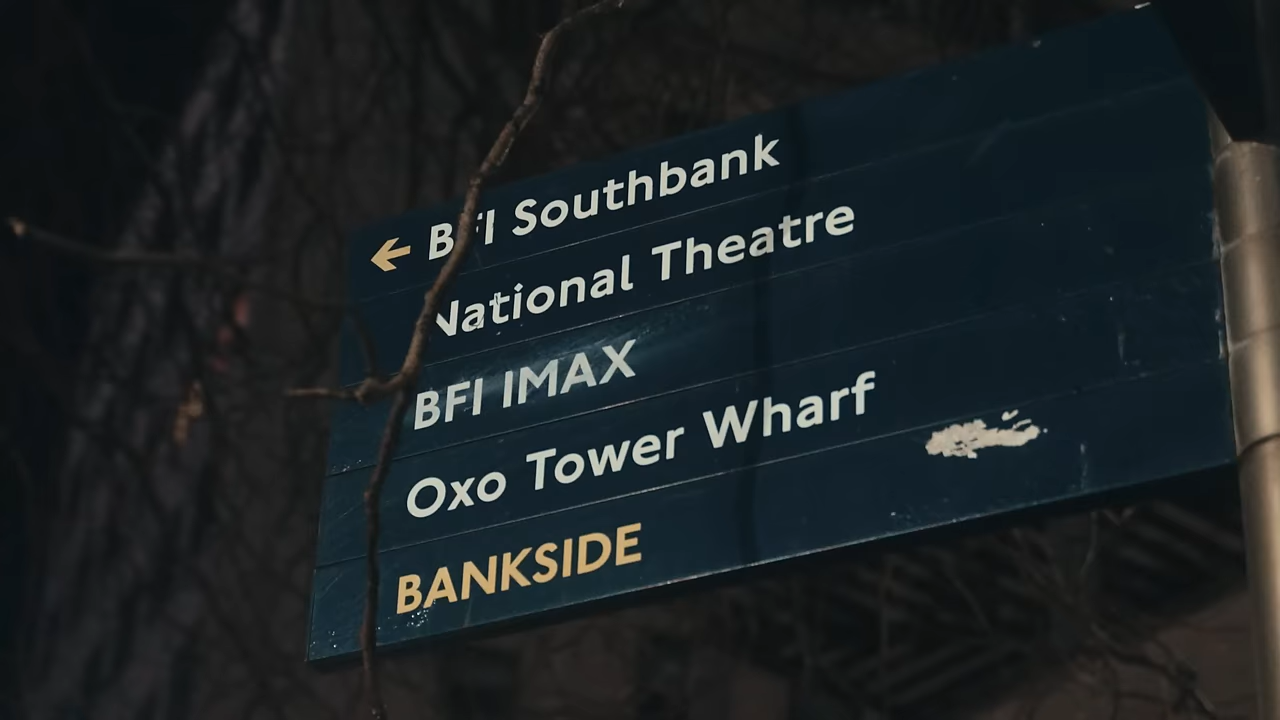 ← BFI Southbank
National Theatre
BFI IMAX
Oxo Tower Wharf
BANKSIDE